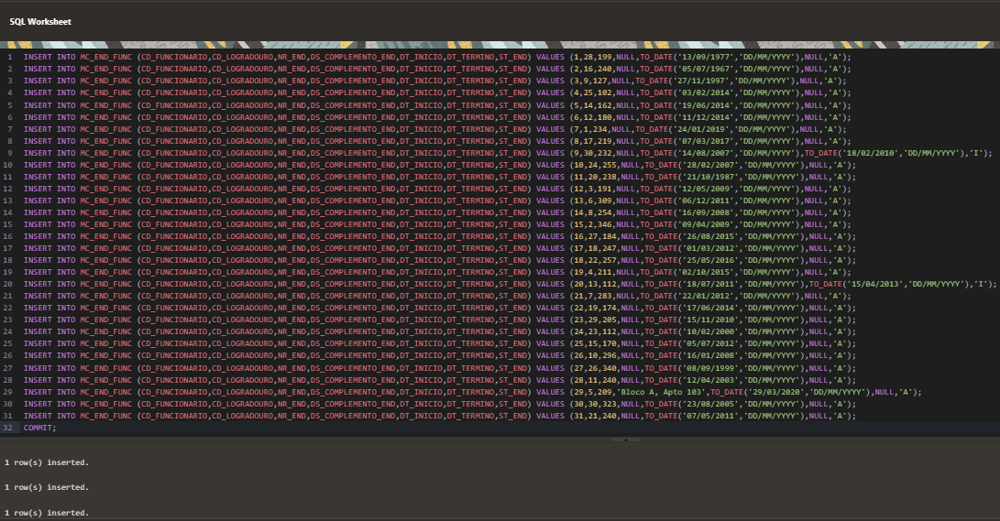 SQL Worksheet
1 INSERT INTO MC_END_FUNC (CD_FUNCIONARIO,CD_LOGRADOURO,NR_END,DS_COMPLEMENTO_END,DT_INICIO,DT_TERMINO,ST_END) VALUES (1,28,199,NULL,TO_DATE('13/09/1977','DD/MM/YYYY'),NULL,'A');
2 INSERT INTO MC_END_FUNC (CD_FUNCIONARIO,CD_LOGRADOURO,NR_END,DS_COMPLEMENTO_END,DT_INICIO,DT_TERMINO,ST_END) VALUES (2,16,240,NULL,TO_DATE('05/07/1967','DD/MM/YYYY'),NULL,'A');
3 INSERT INTO MC_END_FUNC (CD_FUNCIONARIO,CD_LOGRADOURO,NR_END,DS_COMPLEMENTO_END,DT_INICIO,DT_TERMINO,ST_END) VALUES (3,9,127,NULL,TO_DATE('27/11/1997','DD/MM/YYYY'),NULL,'A');
4 INSERT INTO MC_END_FUNC (CD_FUNCIONARIO,CD_LOGRADOURO,NR_END,DS_COMPLEMENTO_END,DT_INICIO,DT_TERMINO,ST_END) VALUES (4,25,102,NULL,TO_DATE('03/02/2014','DD/MM/YYYY'),NULL,'A');
5 INSERT INTO MC_END_FUNC (CD_FUNCIONARIO,CD_LOGRADOURO,NR_END,DS_COMPLEMENTO_END,DT_INICIO,DT_TERMINO,ST_END) VALUES (5,14,162,NULL,TO_DATE('19/06/2014','DD/MM/YYYY'),NULL,'A');
6 INSERT INTO MC_END_FUNC (CD_FUNCIONARIO,CD_LOGRADOURO,NR_END,DS_COMPLEMENTO_END,DT_INICIO,DT_TERMINO,ST_END) VALUES (6,12,180,NULL,TO_DATE('11/12/2014','DD/MM/YYYY'),NULL,'A');
7 INSERT INTO MC_END_FUNC (CD_FUNCIONARIO,CD_LOGRADOURO,NR_END,DS_COMPLEMENTO_END,DT_INICIO,DT_TERMINO,ST_END) VALUES (7,1,234,NULL,TO_DATE('24/01/2019','DD/MM/YYYY'),NULL,'A');
8 INSERT INTO MC_END_FUNC (CD_FUNCIONARIO,CD_LOGRADOURO,NR_END,DS_COMPLEMENTO_END,DT_INICIO,DT_TERMINO,ST_END) VALUES (8,17,219,NULL,TO_DATE('07/03/2017','DD/MM/YYYY'),NULL,'A');
9 INSERT INTO MC_END_FUNC (CD_FUNCIONARIO,CD_LOGRADOURO,NR_END,DS_COMPLEMENTO_END,DT_INICIO,DT_TERMINO,ST_END) VALUES (9,30,232,NULL,TO_DATE('14/08/2007','DD/MM/YYYY'),TO_DATE('18/02/2010','DD/MM/YYYY'),'I');
10 INSERT INTO MC_END_FUNC (CD_FUNCIONARIO,CD_LOGRADOURO,NR_END,DS_COMPLEMENTO_END,DT_INICIO,DT_TERMINO,ST_END) VALUES (10,24,255,NULL,TO_DATE('28/02/2007','DD/MM/YYYY'),NULL,'A');
11 INSERT INTO MC_END_FUNC (CD_FUNCIONARIO,CD_LOGRADOURO,NR_END,DS_COMPLEMENTO_END,DT_INICIO,DT_TERMINO,ST_END) VALUES (11,20,238,NULL,TO_DATE('21/10/1987','DD/MM/YYYY'),NULL,'A');
12 INSERT INTO MC_END_FUNC (CD_FUNCIONARIO,CD_LOGRADOURO,NR_END,DS_COMPLEMENTO_END,DT_INICIO,DT_TERMINO,ST_END) VALUES (12,3,191,NULL,TO_DATE('12/05/2009','DD/MM/YYYY'),NULL,'A');
13 INSERT INTO MC_END_FUNC (CD_FUNCIONARIO,CD_LOGRADOURO,NR_END,DS_COMPLEMENTO_END,DT_INICIO,DT_TERMINO,ST_END) VALUES (13,6,309,NULL,TO_DATE('06/12/2011','DD/MM/YYYY'),NULL,'A');
14 INSERT INTO MC_END_FUNC (CD_FUNCIONARIO,CD_LOGRADOURO,NR_END,DS_COMPLEMENTO_END,DT_INICIO,DT_TERMINO,ST_END) VALUES (14,8,254,NULL,TO_DATE('16/09/2008','DD/MM/YYYY'),NULL,'A');
15 INSERT INTO MC_END_FUNC (CD_FUNCIONARIO,CD_LOGRADOURO,NR_END,DS_COMPLEMENTO_END,DT_INICIO,DT_TERMINO,ST_END) VALUES (15,2,346,NULL,TO_DATE('09/04/2009','DD/MM/YYYY'),NULL,'A');
16 INSERT INTO MC_END_FUNC (CD_FUNCIONARIO,CD_LOGRADOURO,NR_END,DS_COMPLEMENTO_END,DT_INICIO,DT_TERMINO,ST_END) VALUES (16,27,184,NULL,TO_DATE('26/08/2015','DD/MM/YYYY'),NULL,'A');
17 INSERT INTO MC_END_FUNC (CD_FUNCIONARIO,CD_LOGRADOURO,NR_END,DS_COMPLEMENTO_END,DT_INICIO,DT_TERMINO,ST_END) VALUES (17,18,247,NULL,TO_DATE('01/03/2012','DD/MM/YYYY'),NULL,'A');
18 INSERT INTO MC_END_FUNC (CD_FUNCIONARIO,CD_LOGRADOURO,NR_END,DS_COMPLEMENTO_END,DT_INICIO,DT_TERMINO,ST_END) VALUES (18,22,257,NULL,TO_DATE('25/05/2016','DD/MM/YYYY'),NULL,'A');
19 INSERT INTO MC_END_FUNC (CD_FUNCIONARIO,CD_LOGRADOURO,NR_END,DS_COMPLEMENTO_END,DT_INICIO,DT_TERMINO,ST_END) VALUES (19,4,211,NULL,TO_DATE('02/10/2015','DD/MM/YYYY'),NULL,'A');
20 INSERT INTO MC_END_FUNC (CD_FUNCIONARIO,CD_LOGRADOURO,NR_END,DS_COMPLEMENTO_END,DT_INICIO,DT_TERMINO,ST_END) VALUES (20,13,112,NULL,TO_DATE('18/07/2011','DD/MM/YYYY'),TO_DATE('15/04/2013','DD/MM/YYYY'),'I');
21 INSERT INTO MC_END_FUNC (CD_FUNCIONARIO,CD_LOGRADOURO,NR_END,DS_COMPLEMENTO_END,DT_INICIO,DT_TERMINO,ST_END) VALUES (21,7,283,NULL,TO_DATE('22/01/2012','DD/MM/YYYY'),NULL,'A');
22 INSERT INTO MC_END_FUNC (CD_FUNCIONARIO,CD_LOGRADOURO,NR_END,DS_COMPLEMENTO_END,DT_INICIO,DT_TERMINO,ST_END) VALUES (22,19,174,NULL,TO_DATE('17/06/2014','DD/MM/YYYY'),NULL,'A');
23 INSERT INTO MC_END_FUNC (CD_FUNCIONARIO,CD_LOGRADOURO,NR_END,DS_COMPLEMENTO_END,DT_INICIO,DT_TERMINO,ST_END) VALUES (23,29,205,NULL,TO_DATE('15/11/2010','DD/MM/YYYY'),NULL,'A');
24 INSERT INTO MC_END_FUNC (CD_FUNCIONARIO,CD_LOGRADOURO,NR_END,DS_COMPLEMENTO_END,DT_INICIO,DT_TERMINO,ST_END) VALUES (24,23,112,NULL,TO_DATE('10/02/2000','DD/MM/YYYY'),NULL,'A');
25 INSERT INTO MC_END_FUNC (CD_FUNCIONARIO,CD_LOGRADOURO,NR_END,DS_COMPLEMENTO_END,DT_INICIO,DT_TERMINO,ST_END) VALUES (25,15,170,NULL,TO_DATE('05/07/2012','DD/MM/YYYY'),NULL,'A');
26 INSERT INTO MC_END_FUNC (CD_FUNCIONARIO,CD_LOGRADOURO,NR_END,DS_COMPLEMENTO_END,DT_INICIO,DT_TERMINO,ST_END) VALUES (26,10,296,NULL,TO_DATE('16/01/2008','DD/MM/YYYY'),NULL,'A');
27 INSERT INTO MC_END_FUNC (CD_FUNCIONARIO,CD_LOGRADOURO,NR_END,DS_COMPLEMENTO_END,DT_INICIO,DT_TERMINO,ST_END) VALUES (27,26,340,NULL,TO_DATE('08/09/1999','DD/MM/YYYY'),NULL,'A');
28 INSERT INTO MC_END_FUNC (CD_FUNCIONARIO,CD_LOGRADOURO,NR_END,DS_COMPLEMENTO_END,DT_INICIO,DT_TERMINO,ST_END) VALUES (28,11,240,NULL,TO_DATE('12/04/2003','DD/MM/YYYY'),NULL,'A');
29 INSERT INTO MC_END_FUNC (CD_FUNCIONARIO,CD_LOGRADOURO,NR_END,DS_COMPLEMENTO_END,DT_INICIO,DT_TERMINO,ST_END) VALUES (29,5,209,'Bloco A, Apto 103',TO_DATE('29/03/2020','DD/MM/YYYY'),NULL,'A');
30 INSERT INTO MC_END_FUNC (CD_FUNCIONARIO,CD_LOGRADOURO,NR_END,DS_COMPLEMENTO_END,DT_INICIO,DT_TERMINO,ST_END) VALUES (30,30,323,NULL,TO_DATE('23/08/2005','DD/MM/YYYY'),NULL,'A');
31 INSERT INTO MC_END_FUNC (CD_FUNCIONARIO,CD_LOGRADOURO,NR_END,DS_COMPLEMENTO_END,DT_INICIO,DT_TERMINO,ST_END) VALUES (31,21,240,NULL,TO_DATE('07/05/2011','DD/MM/YYYY'),NULL,'A');
32 COMMIT;
1 row(s) inserted.
1 row(s) inserted.
1 row(s) inserted.